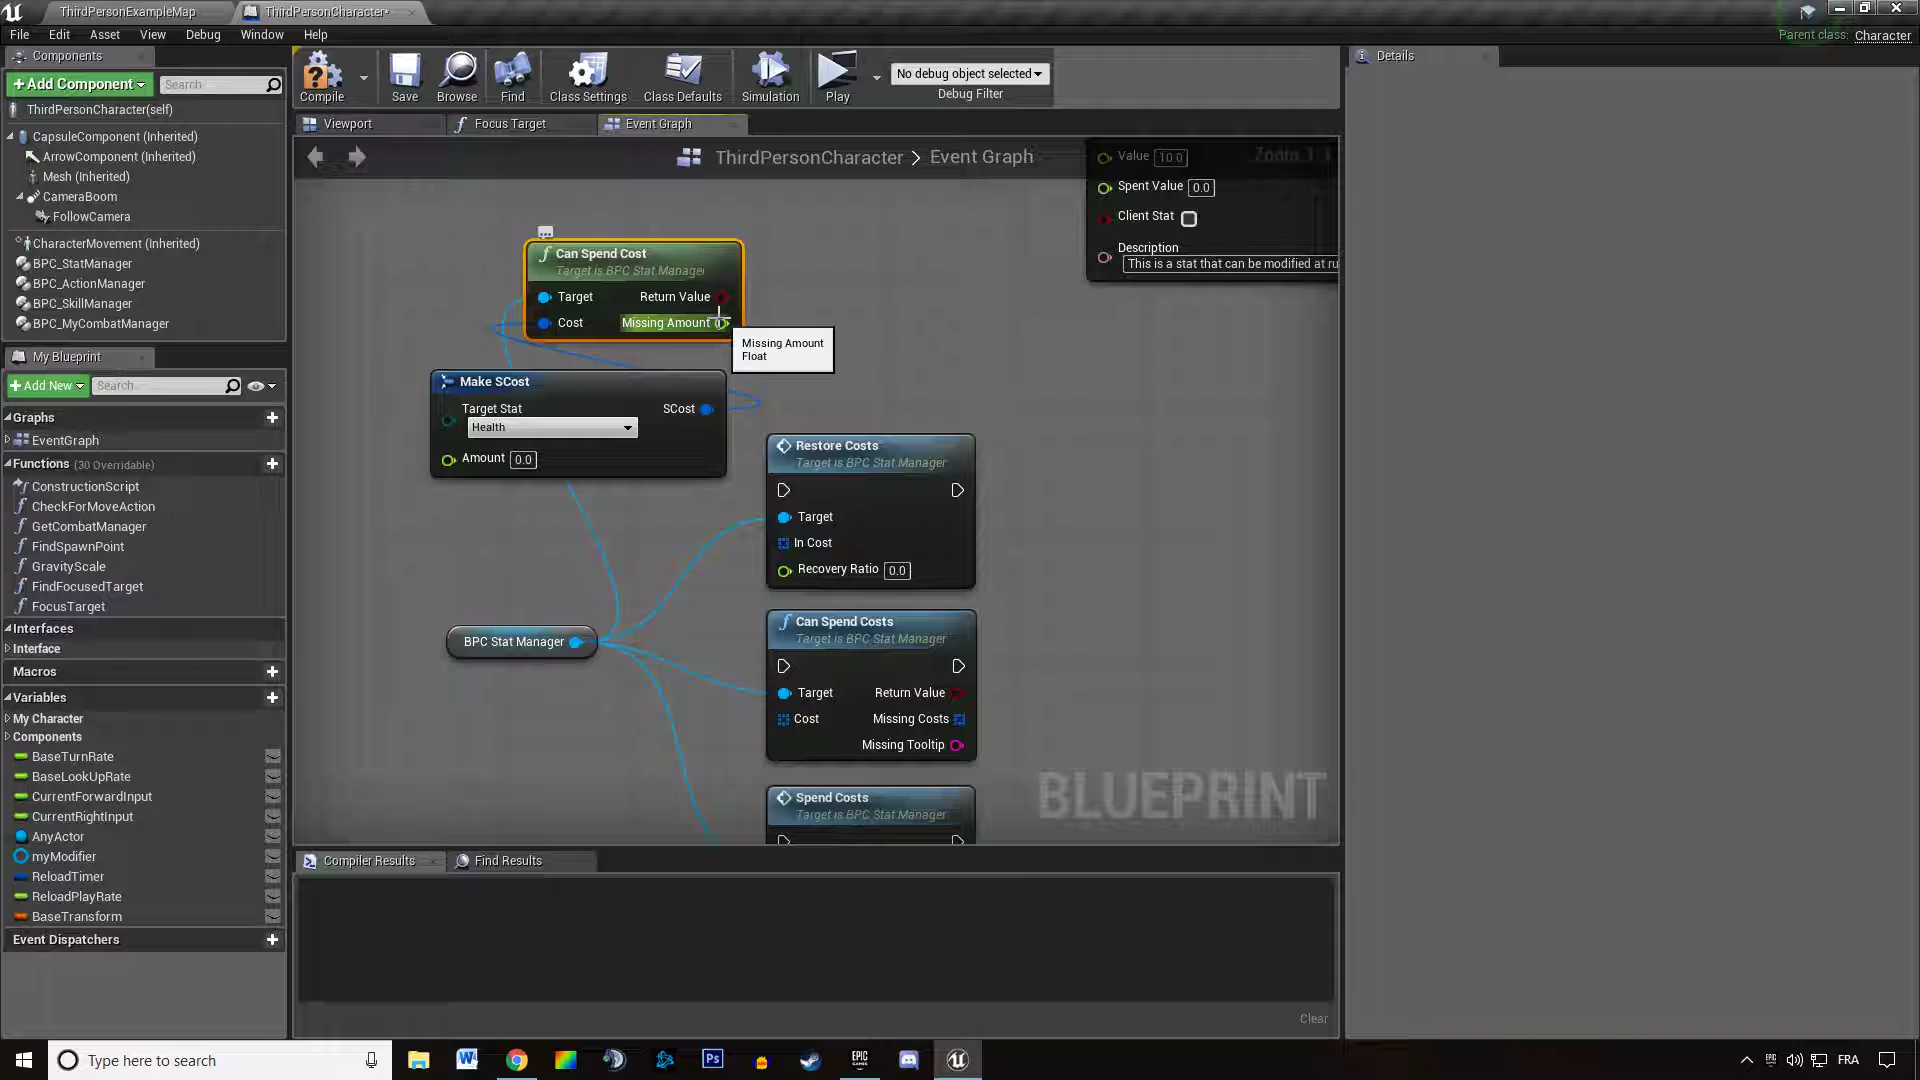 ThirdPersonExampleMap
ThirdPersonCharacter*
File Edit Asset View Debug Window Help
Parent class: Character
Components
+Add Component
Search
ThirdPersonCharacter(self)
CapsuleComponent (Inherited)
ArrowComponent (Inherited)
Mesh (Inherited)
CameraBoom
FollowCamera
CharacterMovement (Inherited)
BPC_StatManager
BPC_ActionManager
BPC_SkillManager
BPC_MyCombatManager
My Blueprint
+Add New
Search...
Graphs
EventGraph
Functions (30 Overridable)
ConstructionScript
CheckForMoveAction
GetCombatManager
FindSpawnPoint
GravityScale
FindFocusedTarget
FocusTarget
Interfaces
Interface
Macros
Variables
My Character
Components
BaseTurnRate
BaseLookUpRate
CurrentForwardInput
CurrentRightInput
AnyActor
myModifier
ReloadTimer
ReloadPlayRate
BaseTransform
Event Dispatchers
Compile Save Browse Find Class Settings Class Defaults Simulation Play
No debug object selected
Debug Filter
Viewport
Focus Target
Event Graph
ThirdPersonCharacter > Event Graph
Zoom 1:1
Value 10.0
Spent Value 0.0
Client Stat
Description
This is a stat that can be modified at ru
Can Spend Cost
Target is BPC Stat Manager
Target Return Value
Cost Missing Amount
Missing Amount
Float
Make SCost
Target Stat SCost
Health
Amount 0.0
Restore Costs
Target is BPC Stat Manager
Target
In Cost
Recovery Ratio 0.0
Can Spend Costs
Target is BPC Stat Manager
Target Return Value
Cost Missing Costs
Missing Tooltip
BPC Stat Manager
Spend Costs
Target is BPC Stat Manager
BLUEPRINT
Compiler Results
Find Results
Clear
Details
Type here to search
FRA